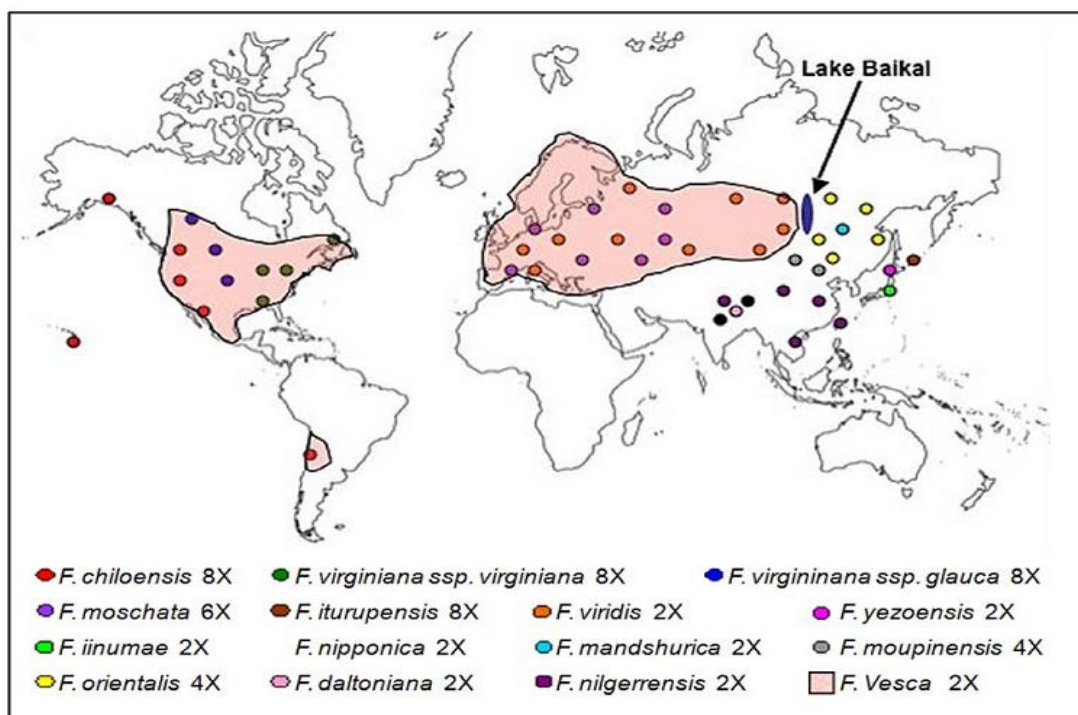 Lake Baikal
F. chiloensis 8X F. virginiana ssp. virginiana 8X F. virgininana ssp. glauca 8X
F. moschata 6X F. iturupensis 8X F. viridis 2X F. yezoensis 2X
F. iinumae 2X F. nipponica 2X F. mandshurica 2X F. moupinensis 4X
F. orientalis 4X F. daltoniana 2X F. nilgerrensis 2X F. Vesca 2X